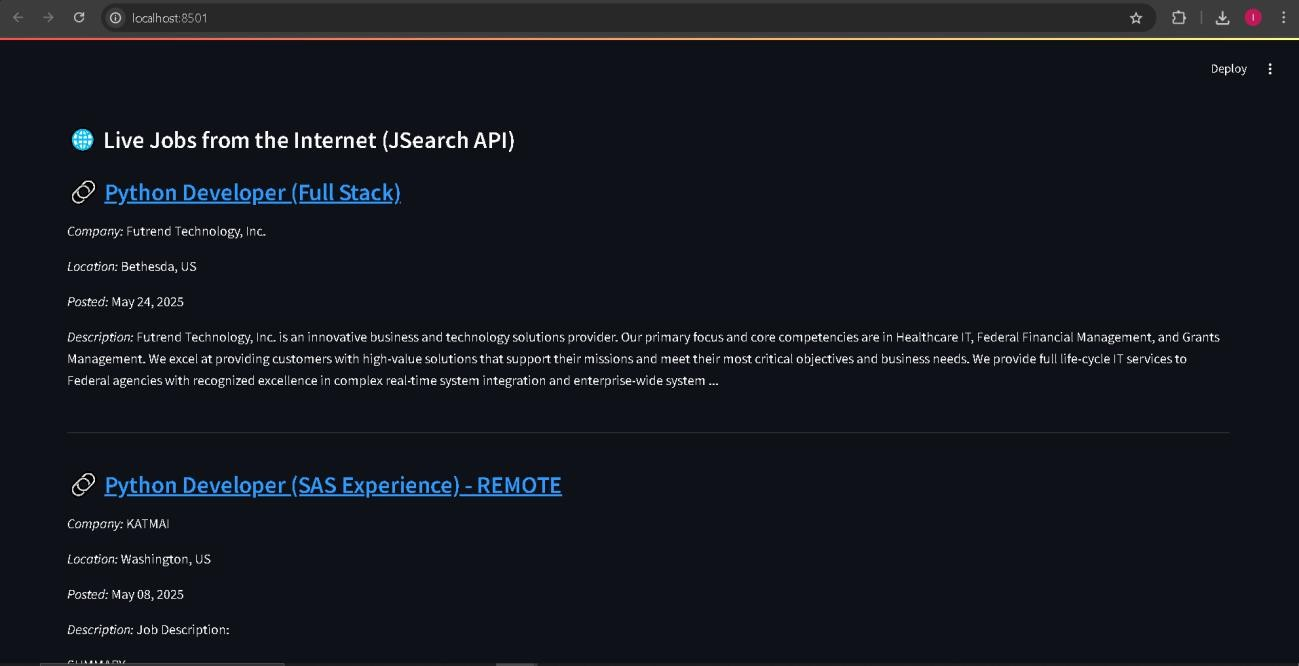 localhost:8501
I
Deploy
Live Jobs from the Internet (JSearch API)
Python Developer (Full Stack)
Company: Futrend Technology, Inc.
Location: Bethesda, US
Posted: May 24, 2025
Description: Futrend Technology, Inc. is an innovative business and technology solutions provider. Our primary focus and core competencies are in Healthcare IT, Federal Financial Management, and Grants
Management. We excel at providing customers with high-value solutions that support their missions and meet their most critical objectives and business needs. We provide full life-cycle IT services to
Federal agencies with recognized excellence in complex real-time system integration and enterprise-wide system ...
Python Developer (SAS Experience) - REMOTE
Company: KATMAI
Location: Washington, US
Posted: May 08, 2025
Description: Job Description:
SUMMARY